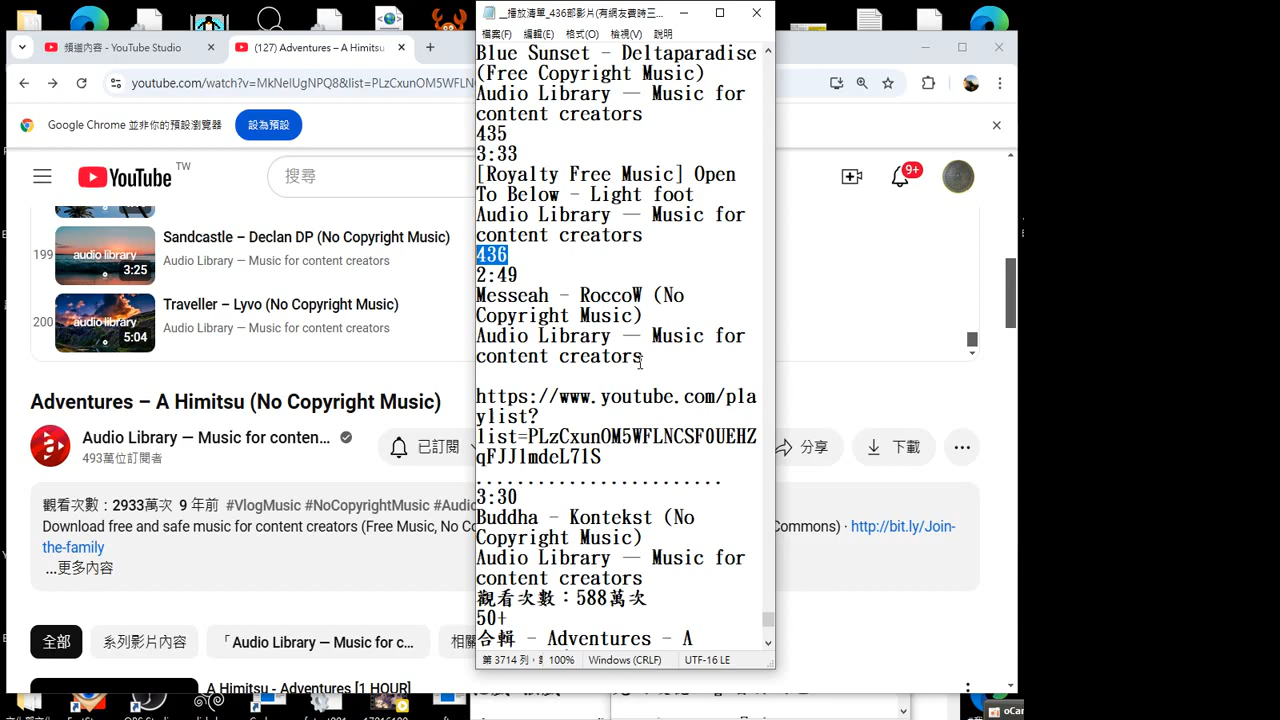 __播放清單_436部影片(有網友費時三...
檔案(F) 編輯(E) 格式(O) 檢視(V) 說明
頻道內容 - YouTube Studio
(127) Adventures – A Himitsu
youtube.com/watch?v=MkNeIUgNPQ8&list=PLzCxunOM5WFLN
Google Chrome 並非你的預設瀏覽器
設為預設
YouTube
TW
搜尋
9+
199
audio library
3:25
Sandcastle – Declan DP (No Copyright Music)
Audio Library — Music for content creators
200
audio library
5:04
Traveller – Lyvo (No Copyright Music)
Audio Library — Music for content creators
Adventures – A Himitsu (No Copyright Music)
Audio Library — Music for conten...
493萬位訂閱者
已訂閱
分享
下載
觀看次數：2933萬次 9 年前 #VlogMusic #NoCopyrightMusic #Audio
Download free and safe music for content creators (Free Music, No Co
Commons) · http://bit.ly/Join-
the-family
...更多內容
全部
系列影片內容
「Audio Library — Music for c...
相關
A Himitsu - Adventures [1 HOUR]
Blue Sunset – Deltaparadise
(Free Copyright Music)
Audio Library — Music for
content creators
435
3:33
[Royalty Free Music] Open
To Below – Light foot
Audio Library — Music for
content creators
436
2:49
Messeah – RoccoW (No
Copyright Music)
Audio Library — Music for
content creators
https://www.youtube.com/pla
ylist?
list=PLzCxunOM5WFLNCSF0UEHZ
qFJJ1mdcL71S
........................
3:30
Buddha – Kontekst (No
Copyright Music)
Audio Library — Music for
content creators
觀看次數：588萬次
50+
合輯 – Adventures – A
第 3714 列，
100%
Windows (CRLF)
UTF-16 LE
oCar